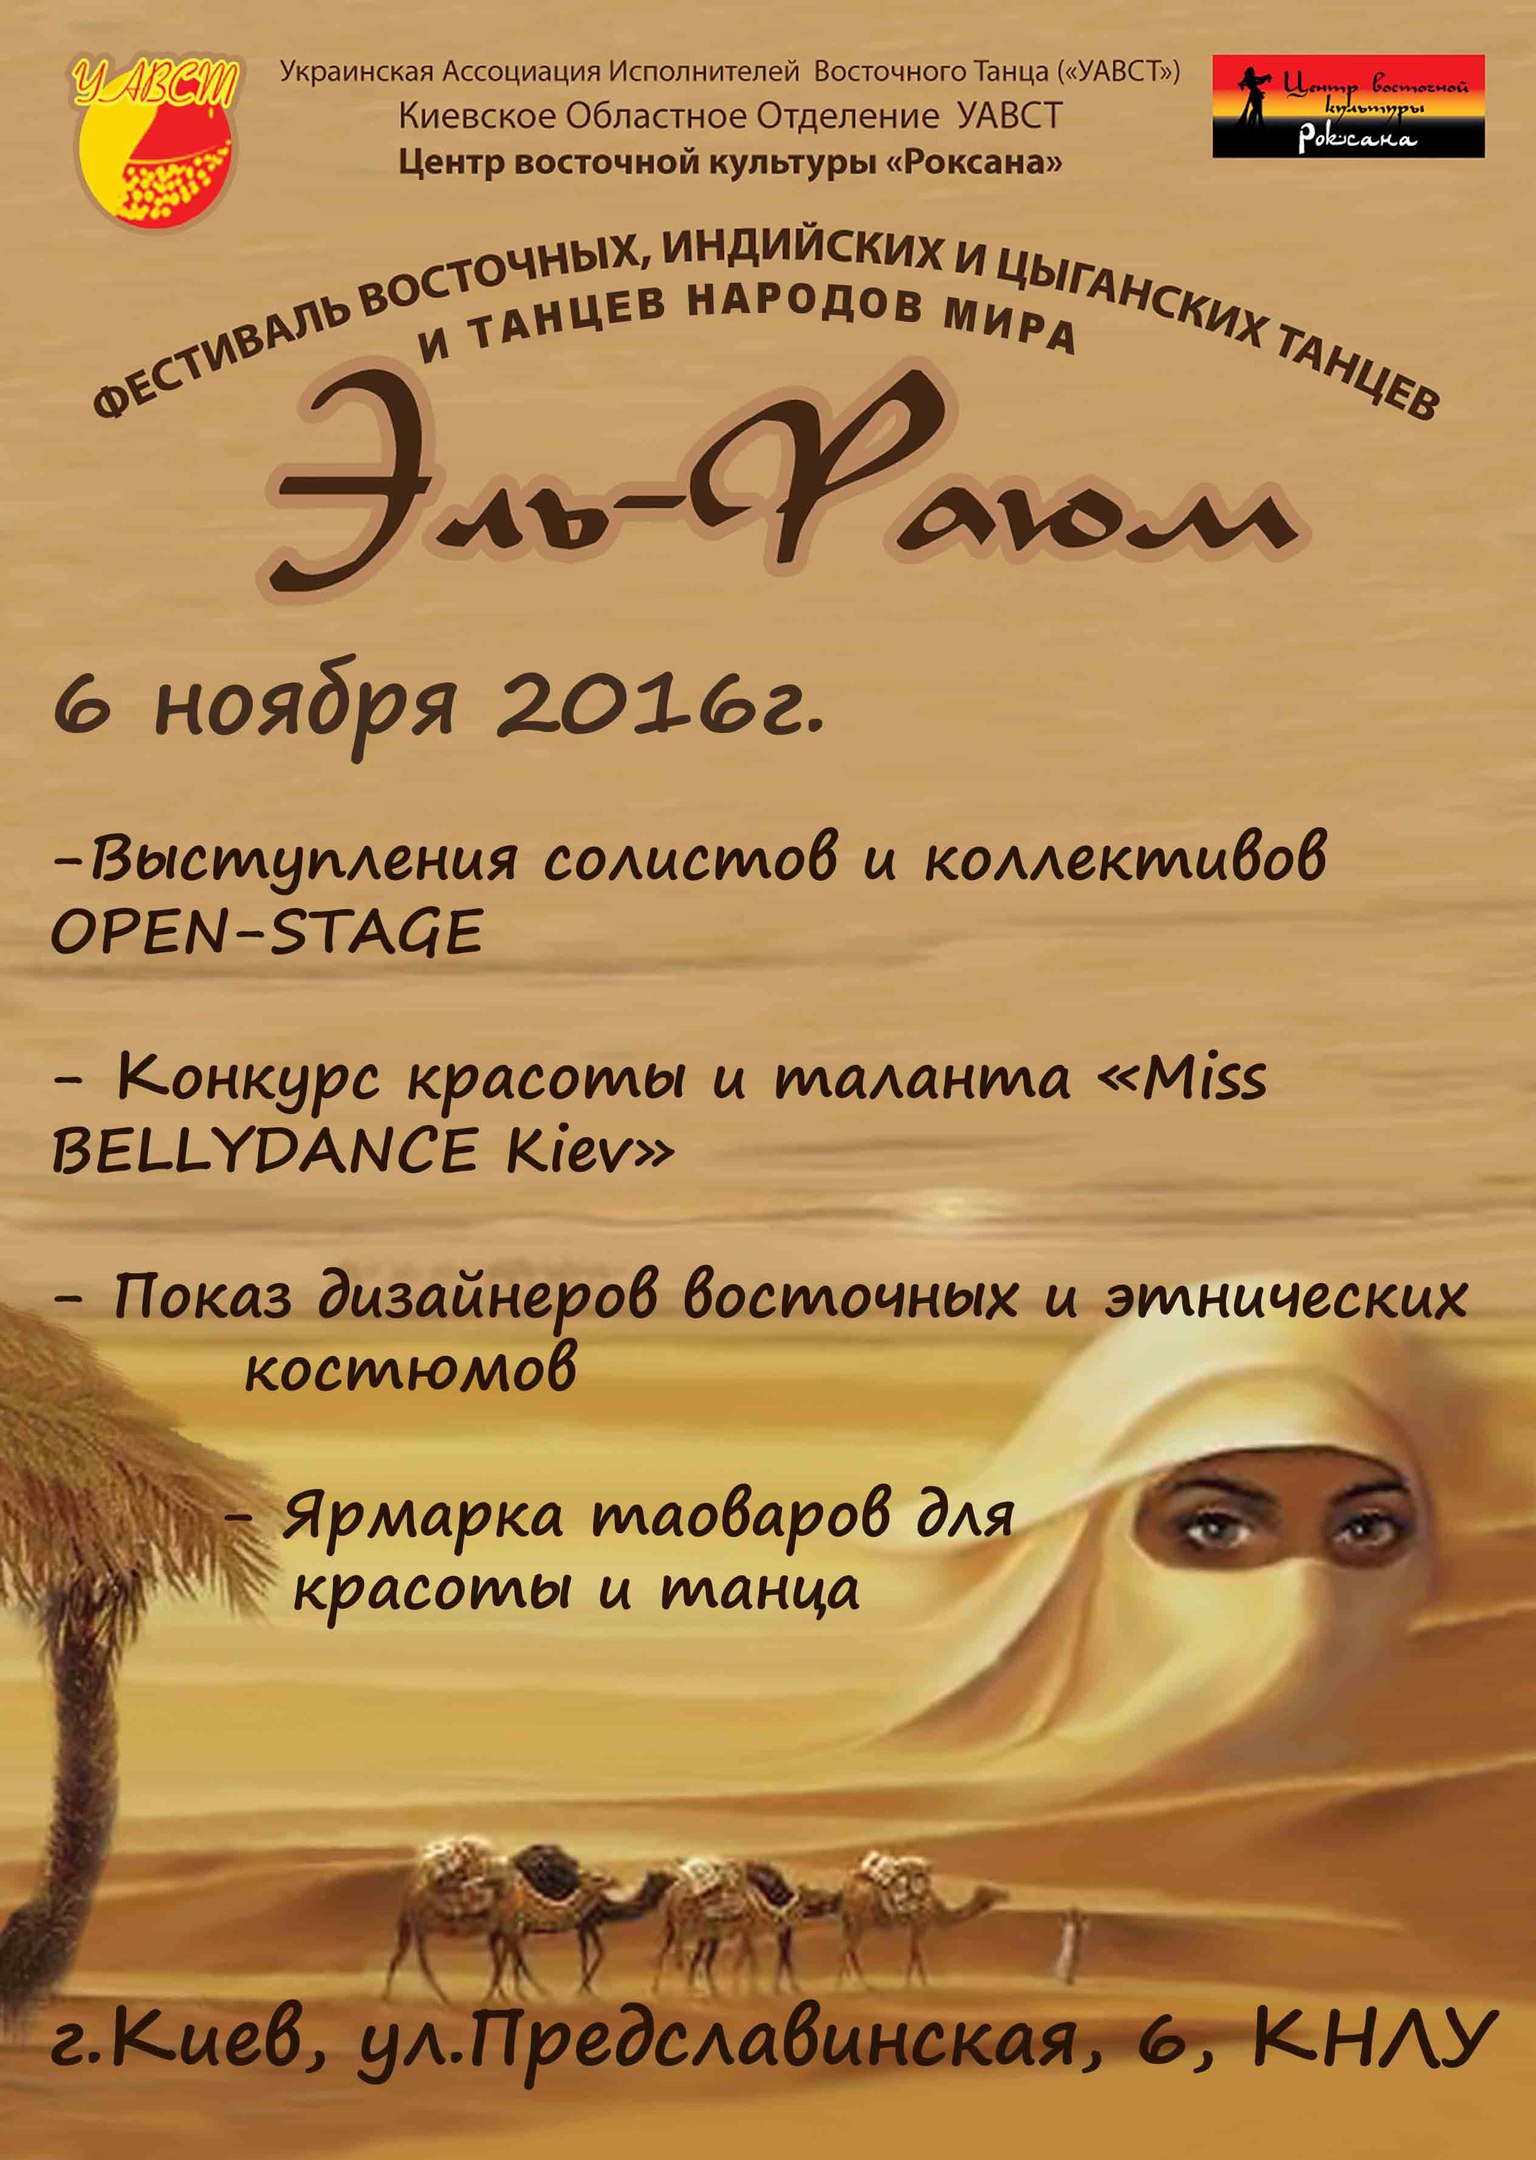 УАВСТ
Украинская Ассоциация Исполнителей Восточного Танца («УАВСТ»)
Киевское Областное Отделение УАВСТ
Центр восточной культуры «Роксана»
Центр восточной
культуры
Роксана
ФЕСТИВАЛЬ ВОСТОЧНЫХ, ИНДИЙСКИХ И ЦЫГАНСКИХ ТАНЦЕВ
И ТАНЦЕВ НАРОДОВ МИРА
Эль-Фаюм
6 ноября 2016г.
-Выступления солистов и коллективов
OPEN-STAGE
- Конкурс красоты и таланта «Miss
BELLYDANCE Kiev»
- Показ дизайнеров восточных и этнических
костюмов
- Ярмарка таоваров для
красоты и танца
г.Киев, ул.Предславинская, 6, КНЛУ